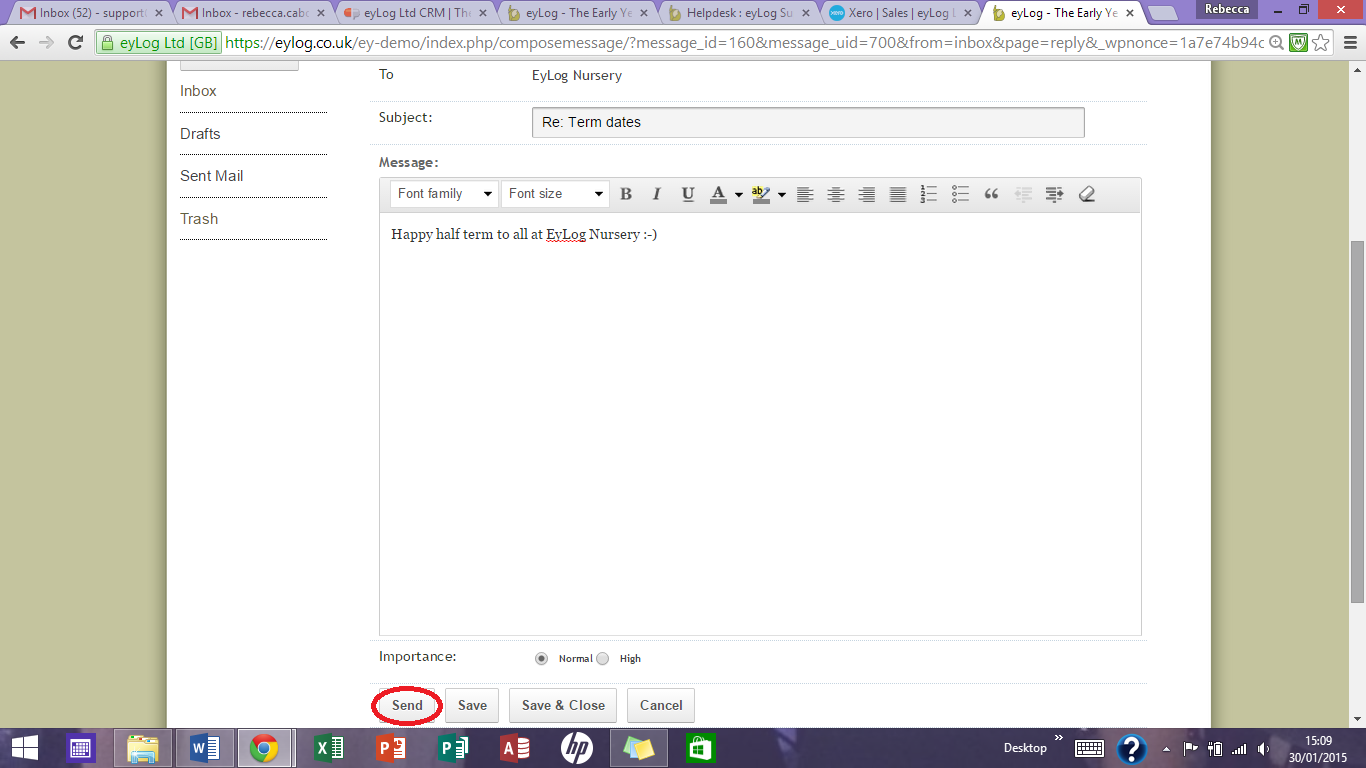 Inbox (52) - support
Inbox - rebecca.cabo
eyLog Ltd CRM | The
eyLog - The Early Ye
Helpdesk : eyLog Su
xero
Xero | Sales | eyLog L
eyLog - The Early Ye
Rebecca
eyLog Ltd [GB]
https://eylog.co.uk/ey-demo/index.php/composemessage/?message_id=160&message_uid=700&from=inbox&page=reply&_wpnonce=1a7e74b94c
To
EyLog Nursery
Inbox
Drafts
Sent Mail
Trash
Subject:
Re: Term dates
Message:
Font family
Font size
B I U A ab
Happy half term to all at EyLog Nursery :-)
Importance:
Normal
High
Send
Save
Save & Close
Cancel
Desktop
15:09
30/01/2015